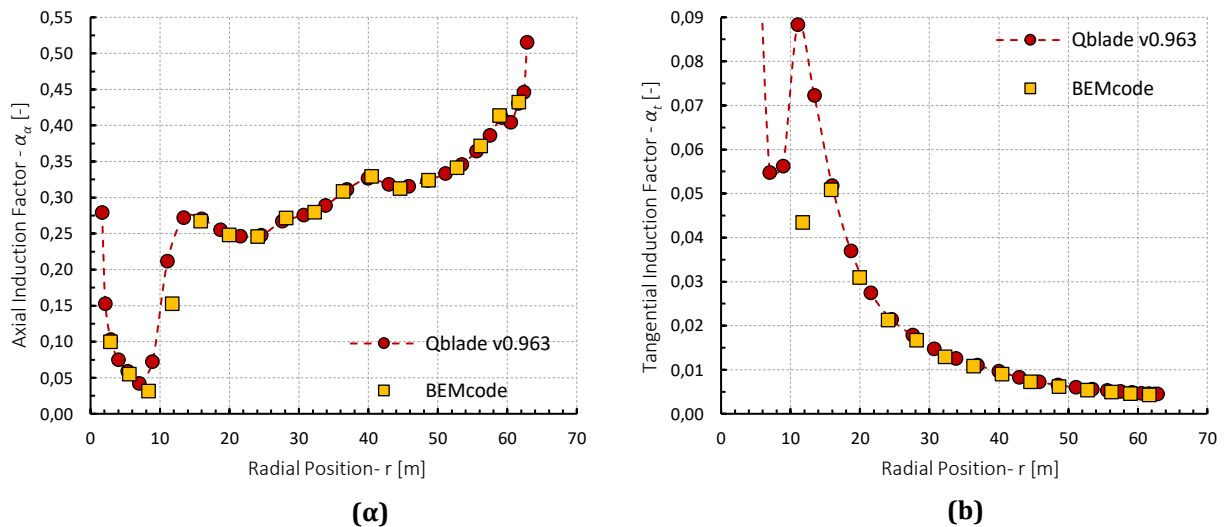 0,55
0,50
0,45
0,40
0,35
0,30
0,25
0,20
0,15
0,10
0,05
0,00
Axial Induction Factor - αα [-]
Qblade v0.963
BEMcode
0 10 20 30 40 50 60 70
Radial Position- r [m]
(α)
0,09
0,08
0,07
0,06
0,05
0,04
0,03
0,02
0,01
0,00
Tangential Induction Factor - αt [-]
Qblade v0.963
BEMcode
0 10 20 30 40 50 60 70
Radial Position- r [m]
(b)